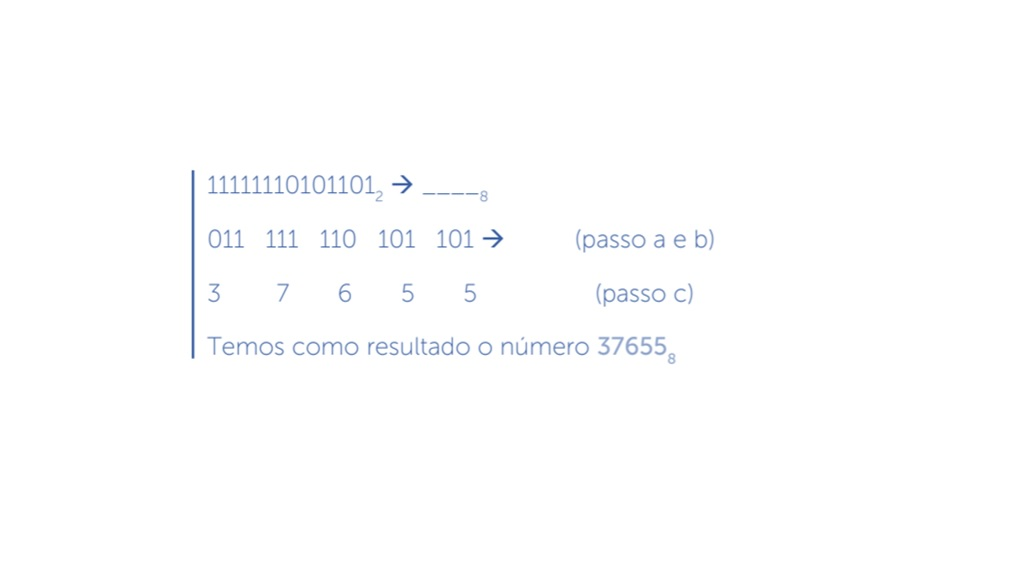 11111110101101₂ → ____₈
011 111 110 101 101 → (passo a e b)
3 7 6 5 5 (passo c)
Temos como resultado o número 37655₈